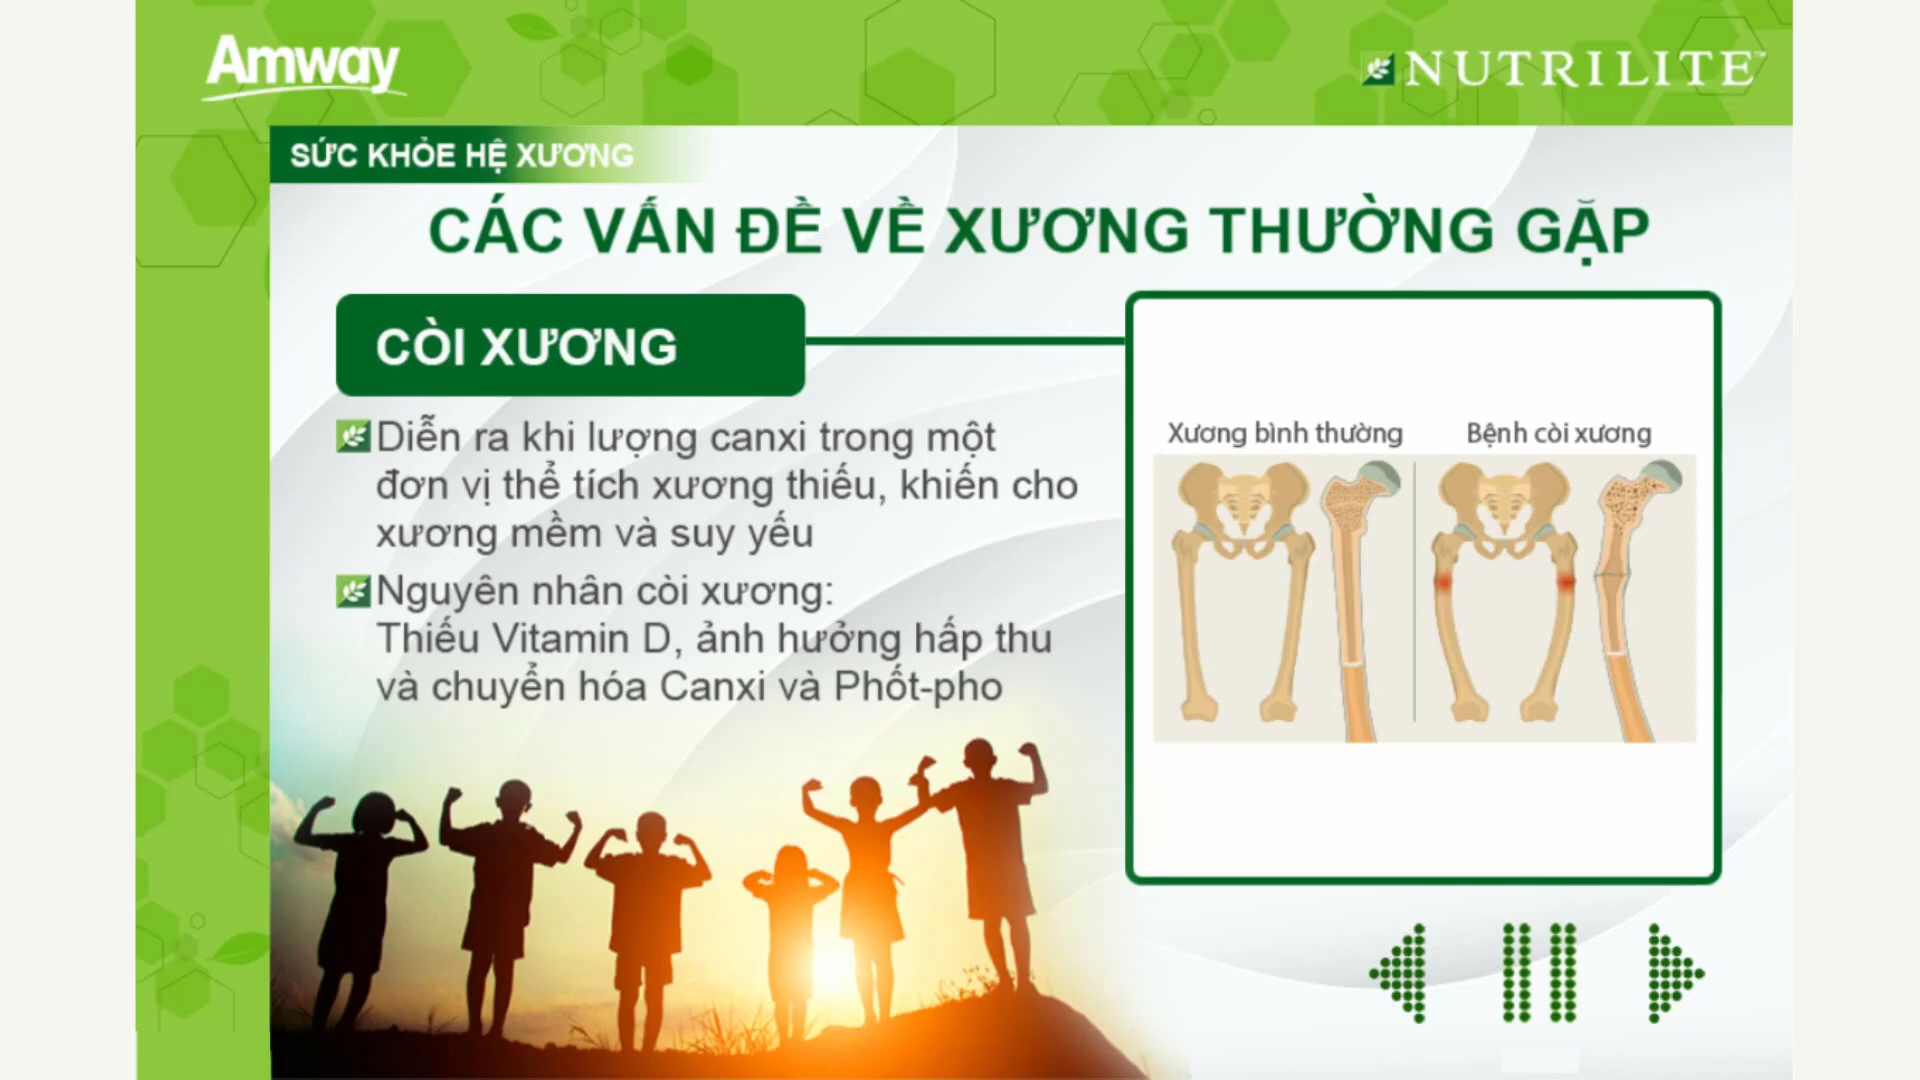 Amway
NUTRILITE™
SỨC KHỎE HỆ XƯƠNG
CÁC VẤN ĐỀ VỀ XƯƠNG THƯỜNG GẶP
CÒI XƯƠNG
Diễn ra khi lượng canxi trong một
đơn vị thể tích xương thiếu, khiến cho
xương mềm và suy yếu
Nguyên nhân còi xương:
Thiếu Vitamin D, ảnh hưởng hấp thu
và chuyển hóa Canxi và Phốt-pho
Xương bình thường
Bệnh còi xương